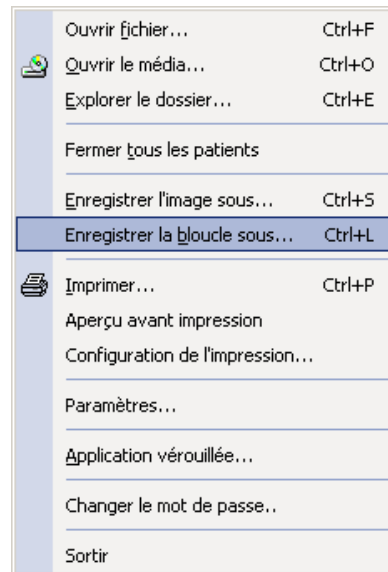 Ouvrir fichier... Ctrl+F
Ouvrir le média... Ctrl+O
Explorer le dossier... Ctrl+E
Fermer tous les patients
Enregistrer l'image sous... Ctrl+S
Enregistrer la bloucle sous... Ctrl+L
Imprimer... Ctrl+P
Aperçu avant impression
Configuration de l'impression...
Paramètres...
Application vérouillée...
Changer le mot de passe..
Sortir